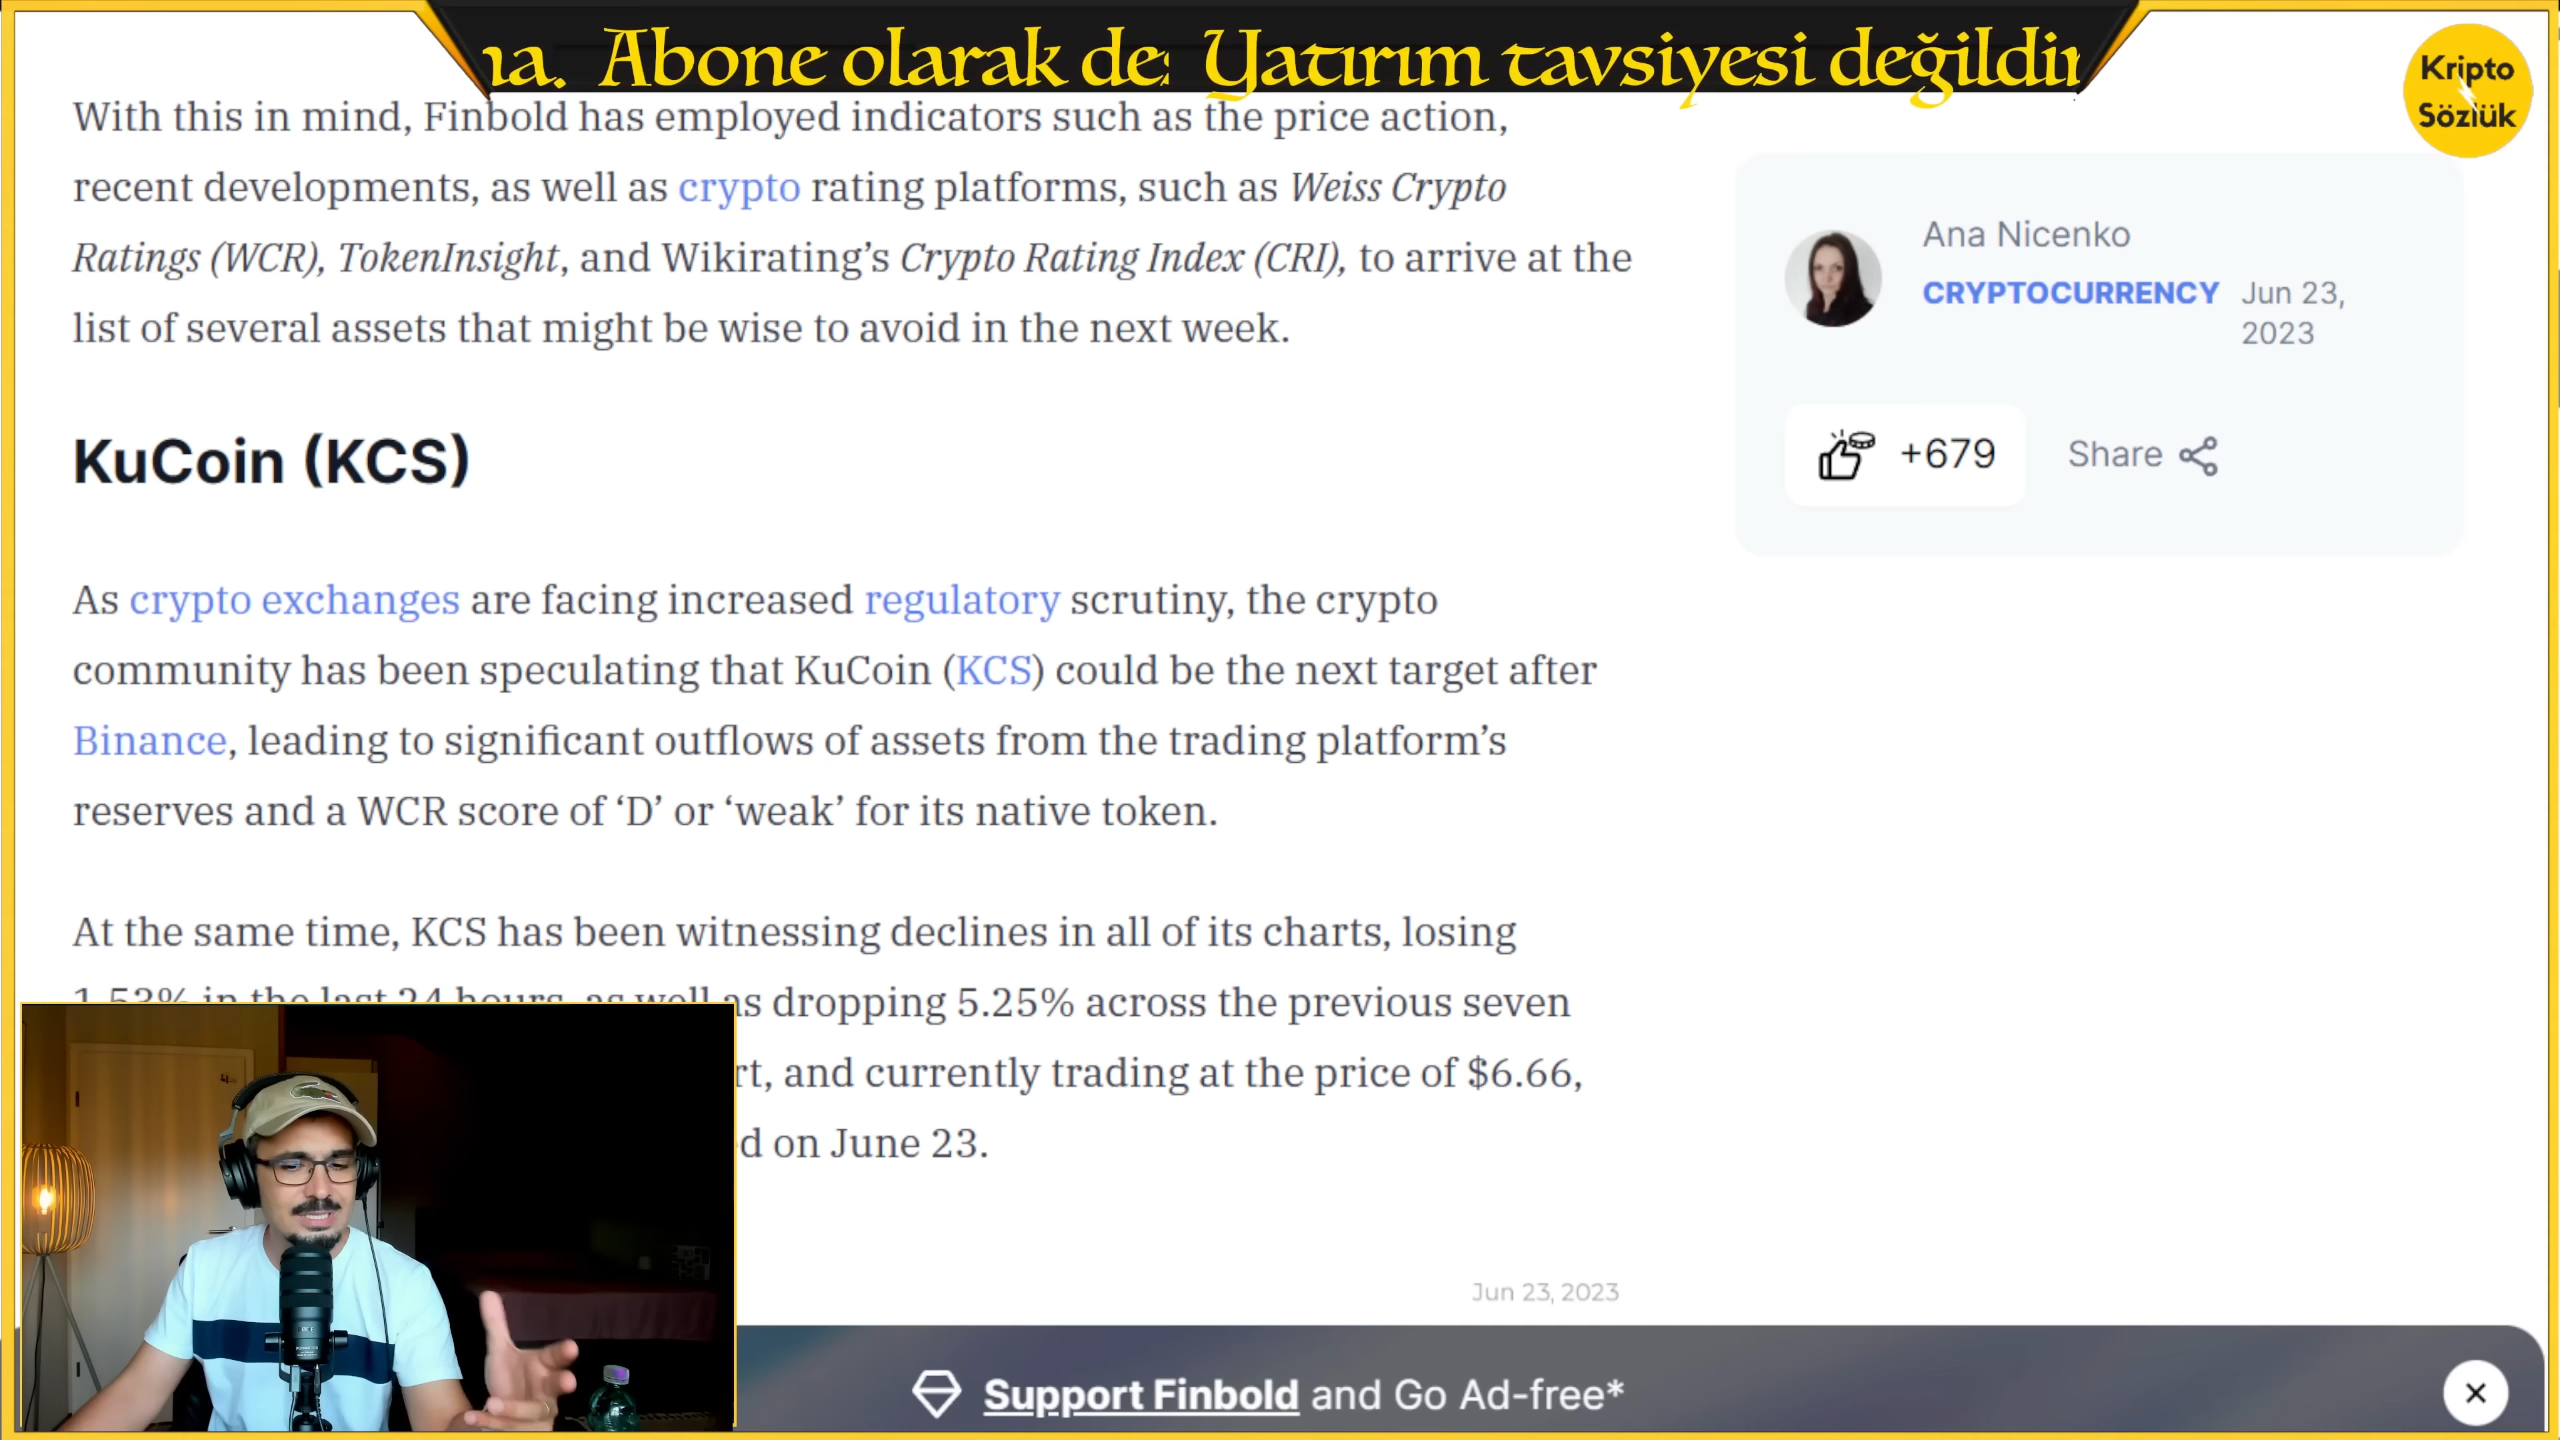 ıa. Abone olarak de Yatırım tavsiyesi değildir
Kripto
Sözlük
With this in mind, Finbold has employed indicators such as the price action,
recent developments, as well as crypto rating platforms, such as Weiss Crypto
Ratings (WCR), TokenInsight, and Wikirating’s Crypto Rating Index (CRI), to arrive at the
list of several assets that might be wise to avoid in the next week.
Ana Nicenko
CRYPTOCURRENCY Jun 23,
2023
+679 Share
KuCoin (KCS)
As crypto exchanges are facing increased regulatory scrutiny, the crypto
community has been speculating that KuCoin (KCS) could be the next target after
Binance, leading to significant outflows of assets from the trading platform’s
reserves and a WCR score of ‘D’ or ‘weak’ for its native token.
At the same time, KCS has been witnessing declines in all of its charts, losing
1.53% in the last 24 hours, as well as dropping 5.25% across the previous seven
rt, and currently trading at the price of $6.66,
d on June 23.
Jun 23, 2023
Support Finbold and Go Ad-free*